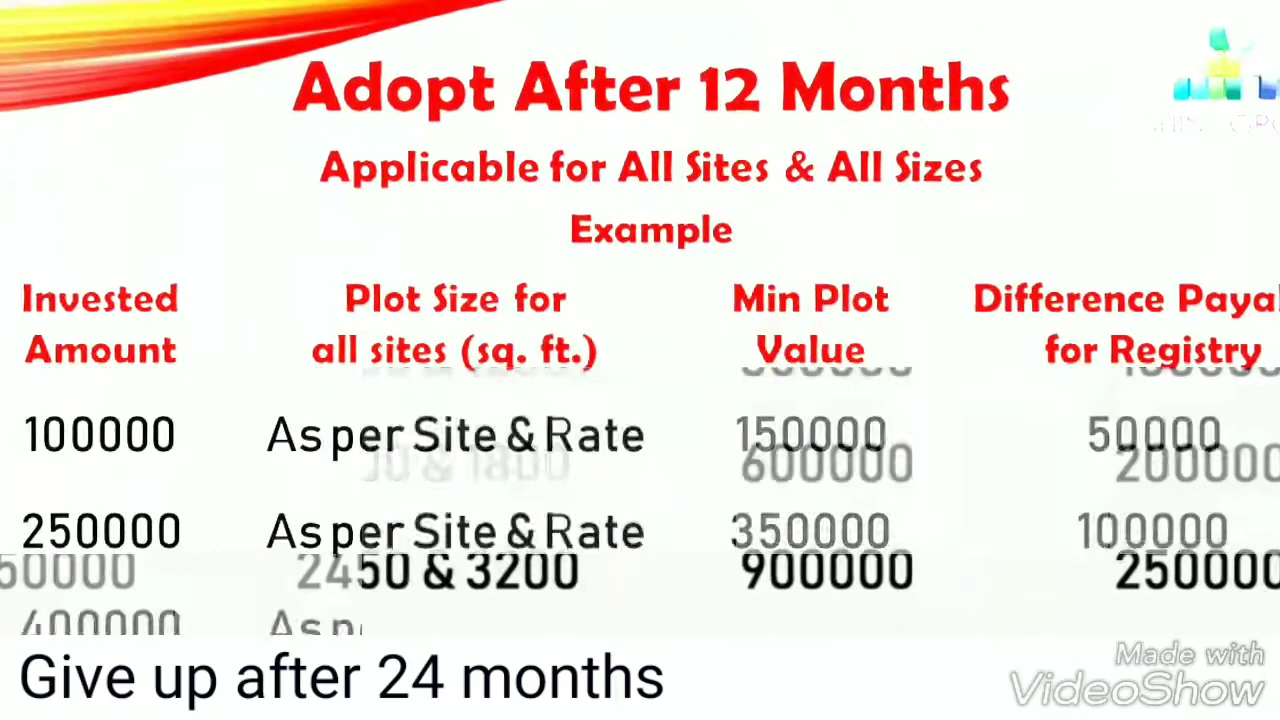 Adopt After 12 Months
Applicable for All Sites & All Sizes
Example
Invested Plot Size for Min Plot Difference
Amount all sites (sq. ft.) Value for Registry
100000 As per Site & Rate 150000 50000
600000 200000
250000 As per Site & Rate 350000 100000
2450 & 3200 900000 250000
400000
Give up after 24 months
Made with
VideoShow